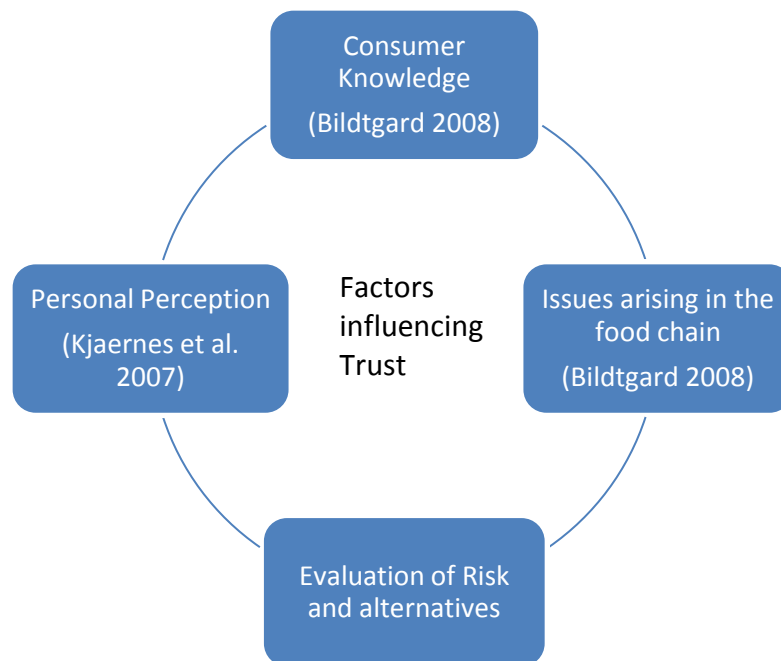 Consumer
Knowledge
(Bildtgard 2008)
Personal Perception
(Kjaernes et al.
2007)
Factors
influencing
Trust
Issues arising in the
food chain
(Bildtgard 2008)
Evaluation of Risk
and alternatives